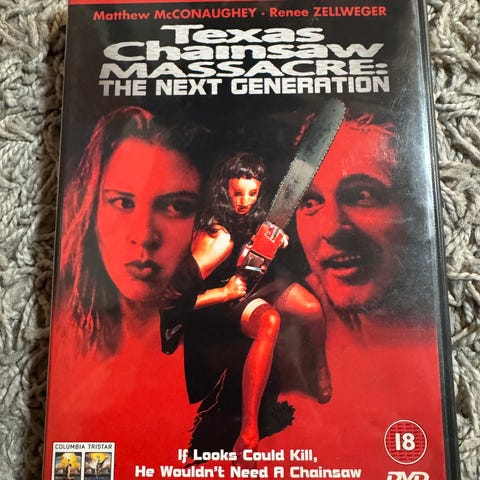 Matthew McCONAUGHEY · Renee ZELLWEGER
Texas
Chainsaw
MASSACRE:
THE NEXT GENERATION
COLUMBIA TRISTAR
18
If Looks Could Kill,
He Wouldn't Need A Chainsaw
DVD